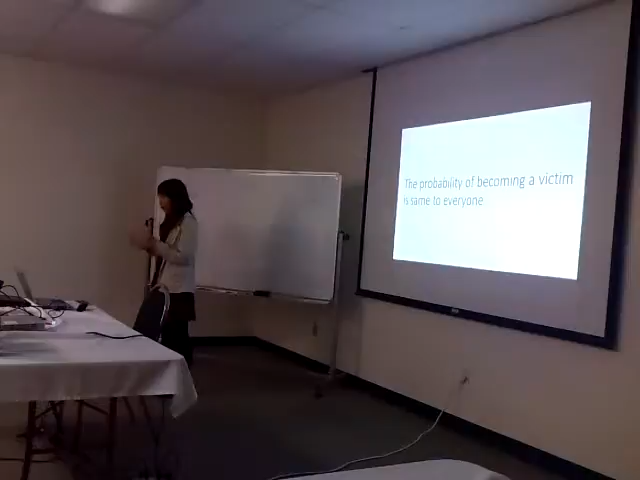 The probability of becoming a victim
is same to everyone